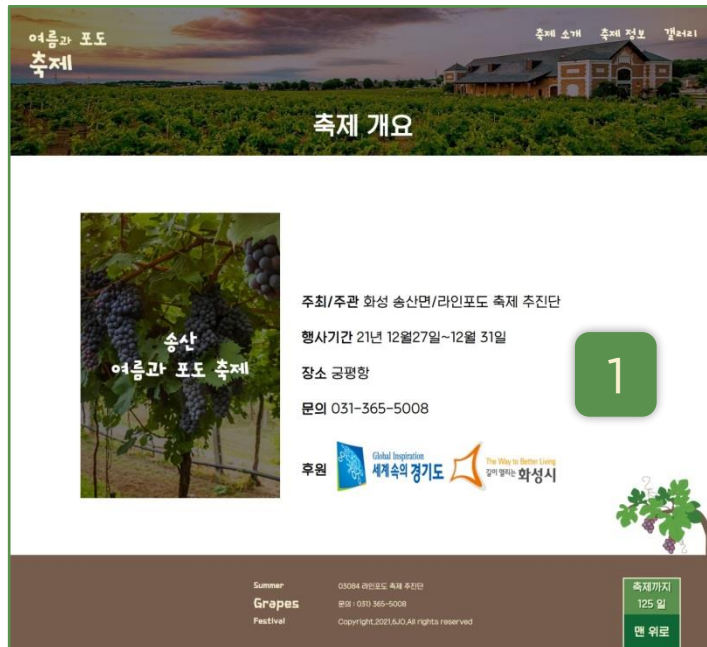 여름과 포도
축제
축제 소개 축제 정보 갤러리
축제 개요
송산
여름과 포도 축제
주최/주관 화성 송산면/라인포도 축제 추진단
행사기간 21년 12월27일~12월 31일
장소 궁평항
문의 031-365-5008
후원
Global Inspiration
세계속의 경기도
The Way to Better Living
길이 열리는 화성시
1
Summer
Grapes
Festival
03084 라인포도 축제 추진단
문의 : 031) 365-5008
Copyright,2021,6JO,All rights reserved
축제까지
125 일
맨 위로